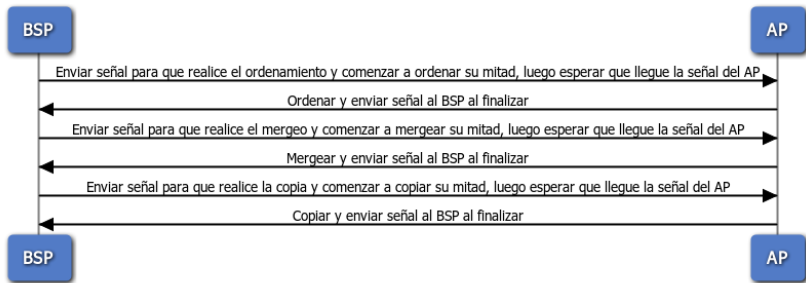 BSP
AP
Enviar señal para que realice el ordenamiento y comenzar a ordenar su mitad, luego esperar que llegue la señal del AP
Ordenar y enviar señal al BSP al finalizar
Enviar señal para que realice el mergeo y comenzar a mergear su mitad, luego esperar que llegue la señal del AP
Mergear y enviar señal al BSP al finalizar
Enviar señal para que realice la copia y comenzar a copiar su mitad, luego esperar que llegue la señal del AP
Copiar y enviar señal al BSP al finalizar
BSP
AP